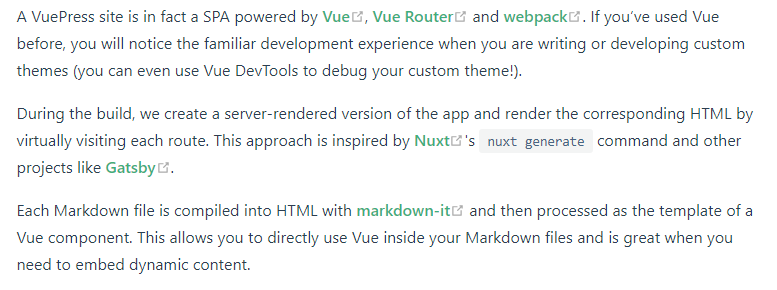 A VuePress site is in fact a SPA powered by Vue, Vue Router and webpack. If you’ve used Vue
before, you will notice the familiar development experience when you are writing or developing custom
themes (you can even use Vue DevTools to debug your custom theme!).
During the build, we create a server-rendered version of the app and render the corresponding HTML by
virtually visiting each route. This approach is inspired by Nuxt's nuxt generate command and other
projects like Gatsby.
Each Markdown file is compiled into HTML with markdown-it and then processed as the template of a
Vue component. This allows you to directly use Vue inside your Markdown files and is great when you
need to embed dynamic content.